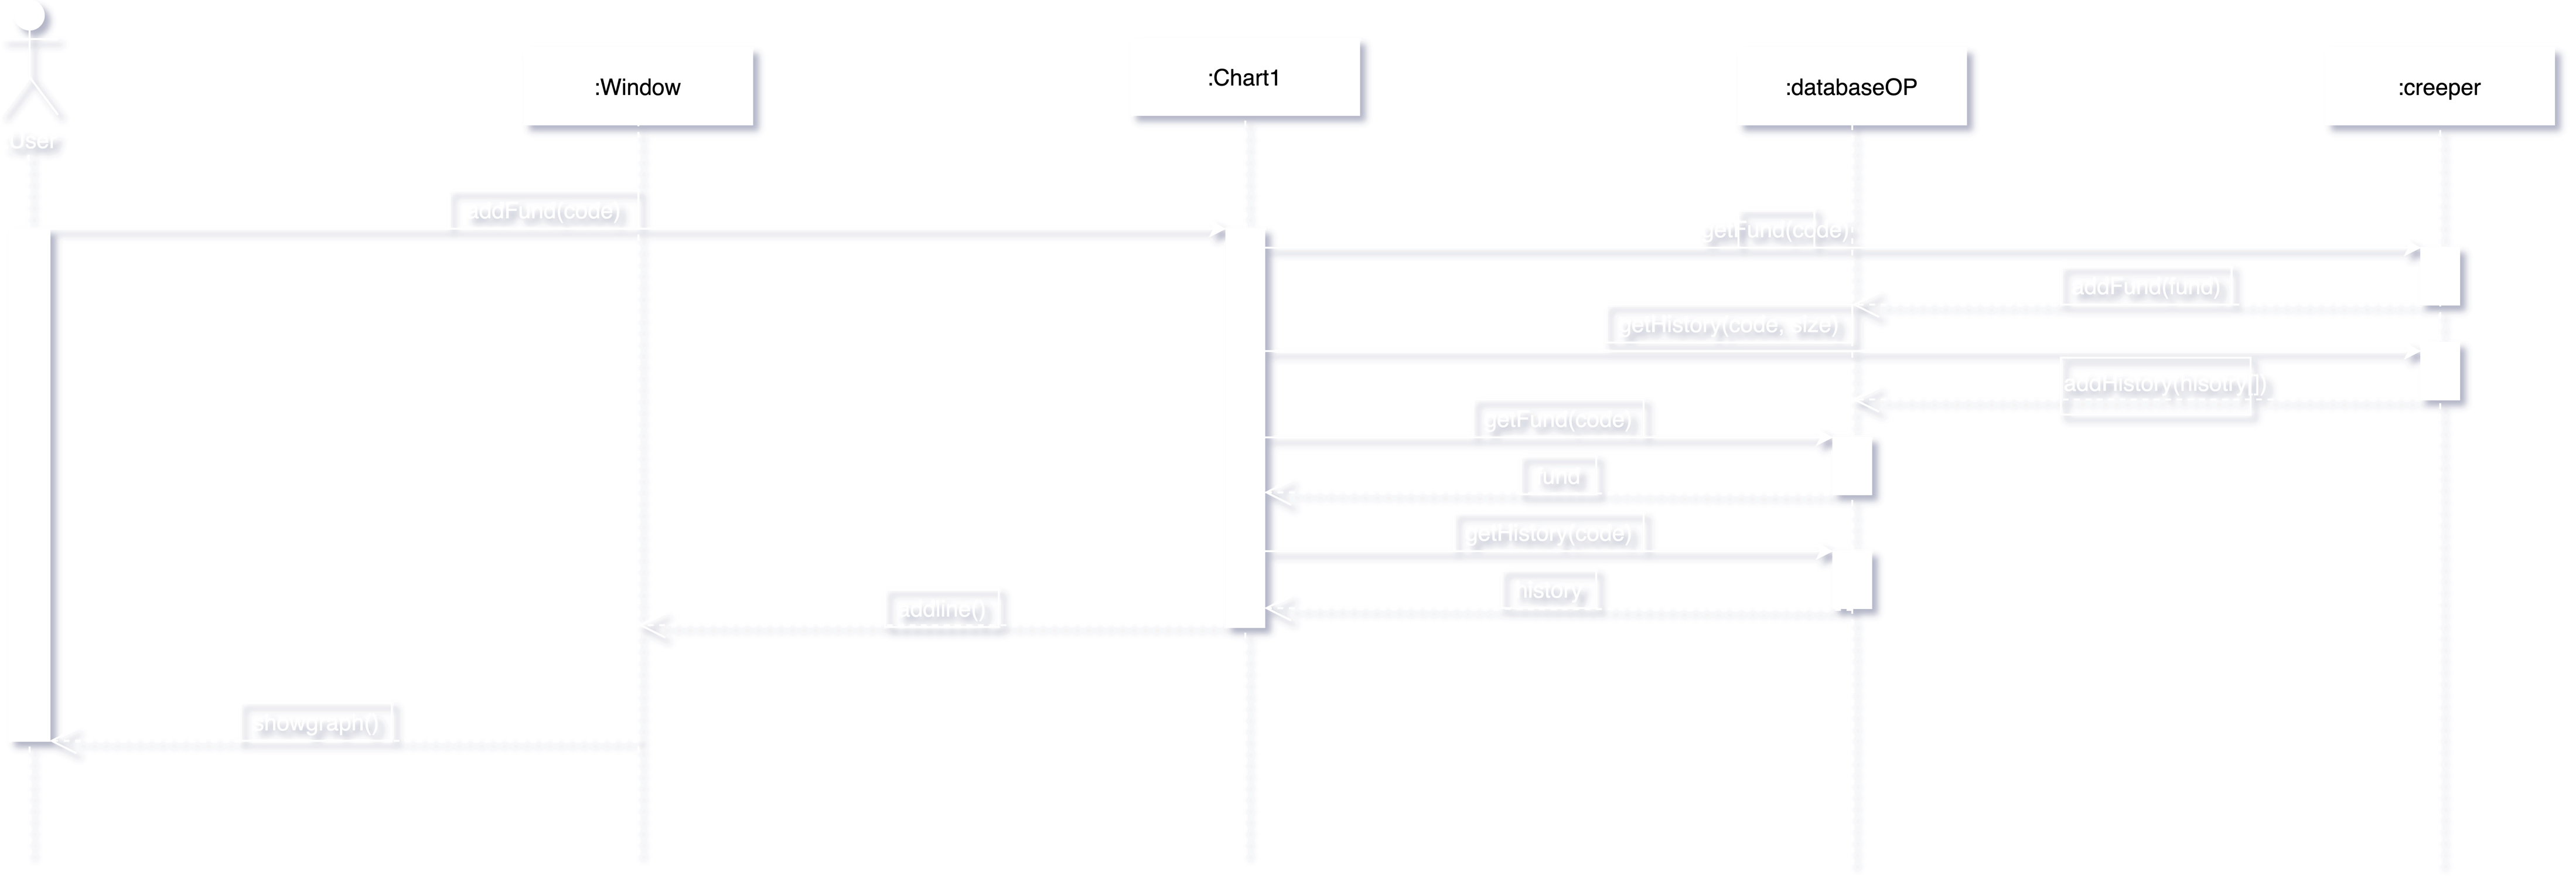 :Window
:Chart1
:databaseOP
:creeper
User
addFund(code)
getFund(code)
addFund(fund)
getHistory(code, size)
addHistory(hisotry[])
getFund(code)
fund
getHistory(code)
history
addline()
showgraph()